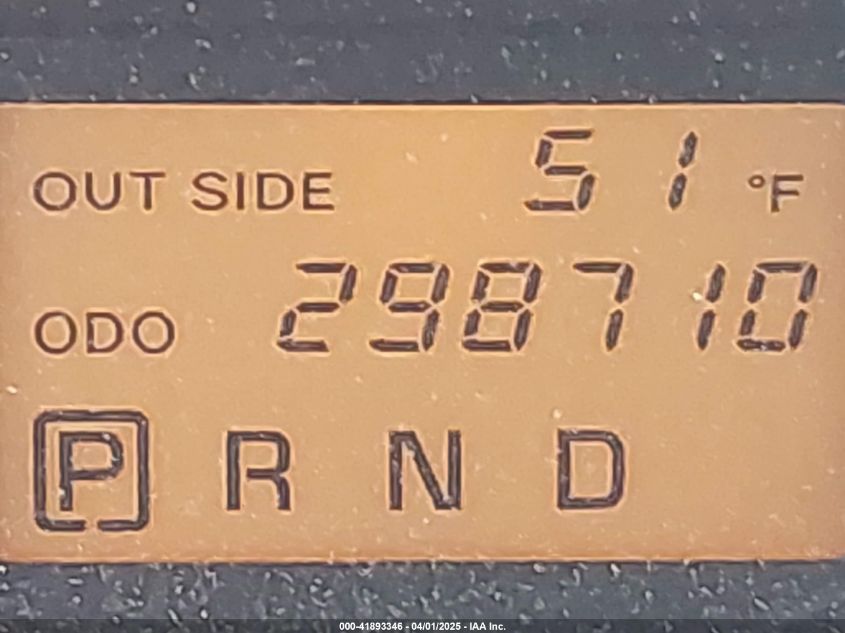 OUT SIDE 51 °F
ODO 298710
P R N D
000-41893346 - 04/01/2025 - IAA Inc.